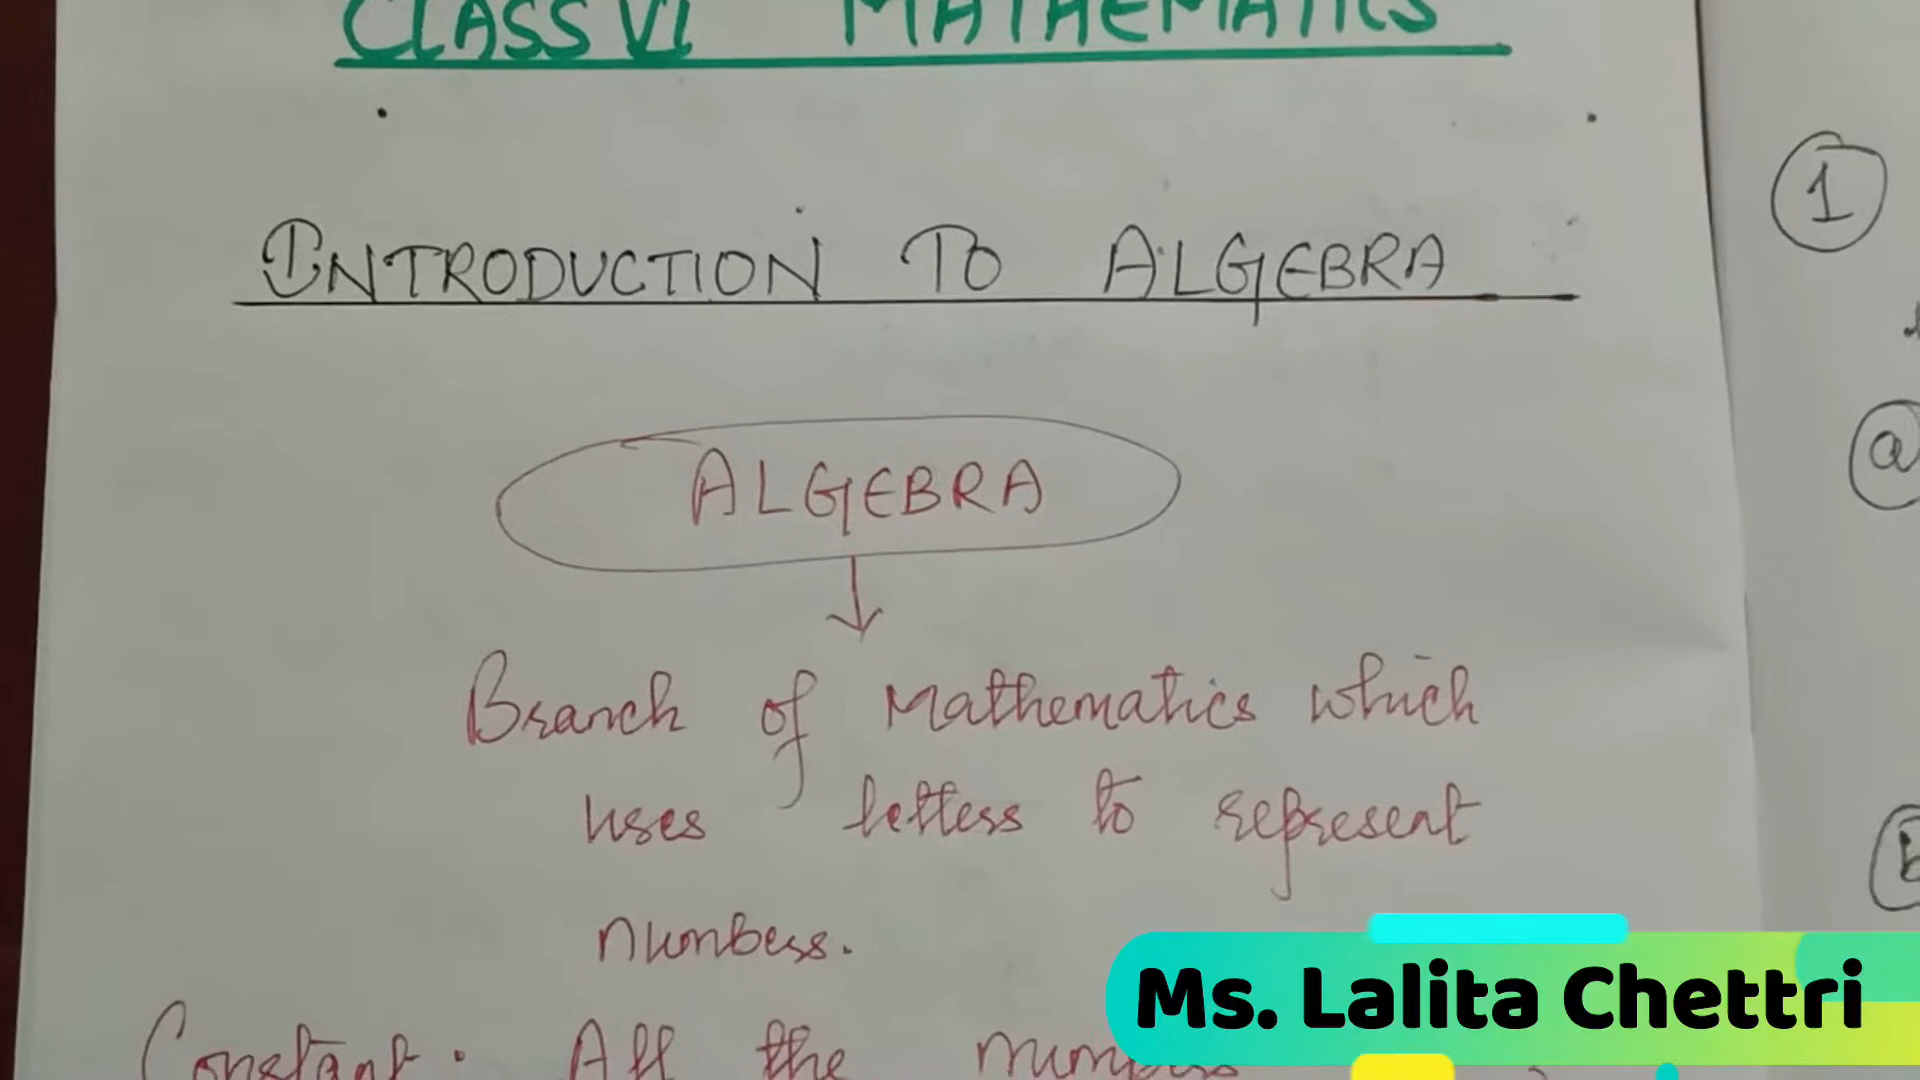 CLASS VI MATHEMATICS
INTRODUCTION TO ALGEBRA
ALGEBRA
Branch of Mathematics which
uses letters to represent
numbers.
Constant: All the numbers
Ms. Lalita Chettri
1
a
b